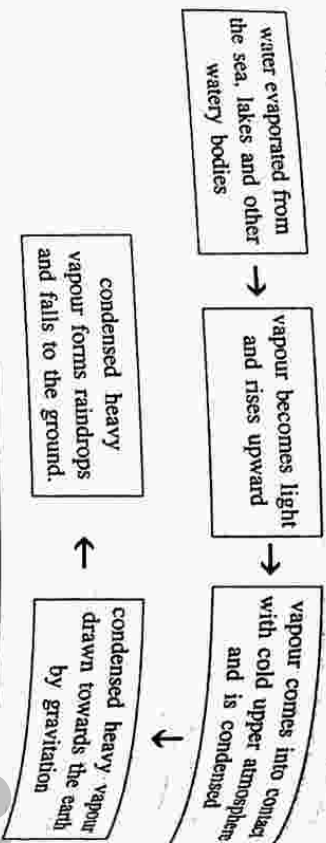 water evaporated from
the sea, lakes and other
watery bodies
vapour becomes light
and rises upward
vapour comes into contact
with cold upper atmosphere
and is condensed
condensed heavy vapour
drawn towards the earth
by gravitation
condensed heavy
vapour forms raindrops
and falls to the ground.